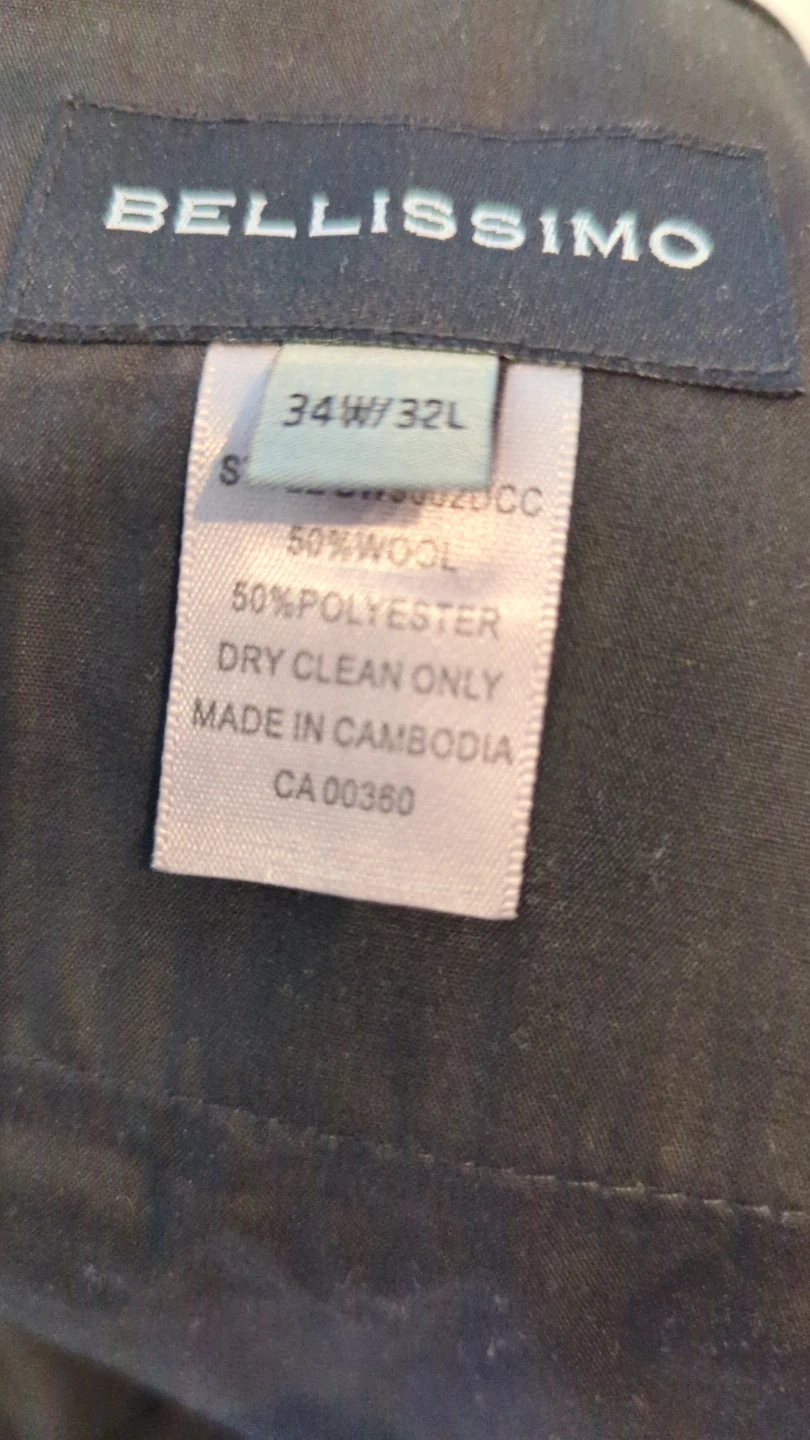 BELLISSIMO
34W/32L
50%WOOL
50%POLYESTER
DRY CLEAN ONLY
MADE IN CAMBODIA
CA 00360